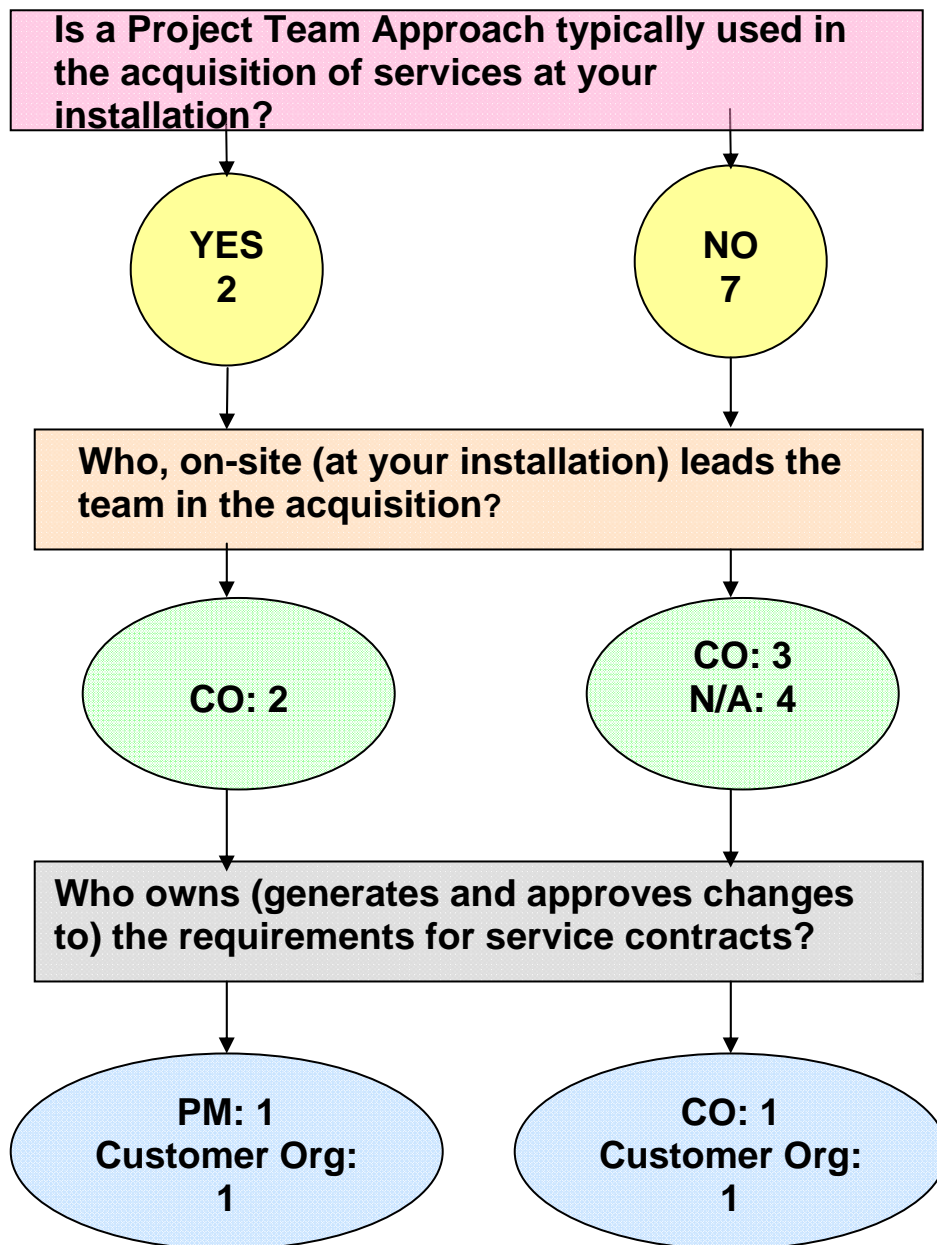 Is a Project Team Approach typically used in
the acquisition of services at your
installation?
YES
2
NO
7
Who, on-site (at your installation) leads the
team in the acquisition?
CO: 2
CO: 3
N/A: 4
Who owns (generates and approves changes
to) the requirements for service contracts?
PM: 1
Customer Org:
1
CO: 1
Customer Org:
1